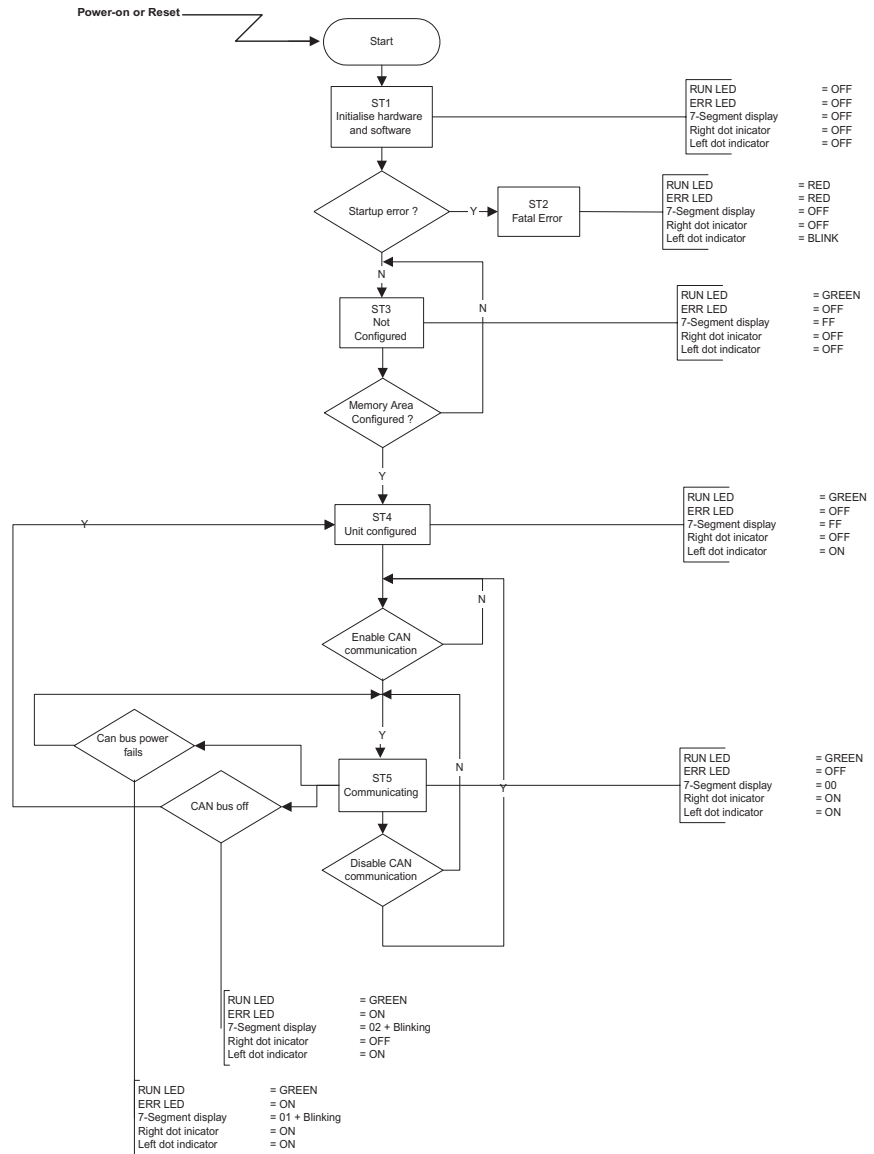 Power-on or Reset
Start
ST1
Initialise hardware
and software
RUN LED = OFF
ERR LED = OFF
7-Segment display = OFF
Right dot inicator = OFF
Left dot indicator = OFF
Startup error ?
Y
ST2
Fatal Error
RUN LED = RED
ERR LED = RED
7-Segment display = OFF
Right dot inicator = OFF
Left dot indicator = BLINK
N
N
ST3
Not
Configured
RUN LED = GREEN
ERR LED = OFF
7-Segment display = FF
Right dot inicator = OFF
Left dot indicator = OFF
Memory Area
Configured ?
Y
Y
ST4
Unit configured
RUN LED = GREEN
ERR LED = OFF
7-Segment display = FF
Right dot inicator = OFF
Left dot indicator = ON
N
Enable CAN
communication
Can bus power
fails
Y
N
Y
ST5
Communicating
RUN LED = GREEN
ERR LED = OFF
7-Segment display = 00
Right dot inicator = ON
Left dot indicator = ON
CAN bus off
Disable CAN
communication
RUN LED = GREEN
ERR LED = ON
7-Segment display = 02 + Blinking
Right dot inicator = OFF
Left dot indicator = ON
RUN LED = GREEN
ERR LED = ON
7-Segment display = 01 + Blinking
Right dot inicator = ON
Left dot indicator = ON